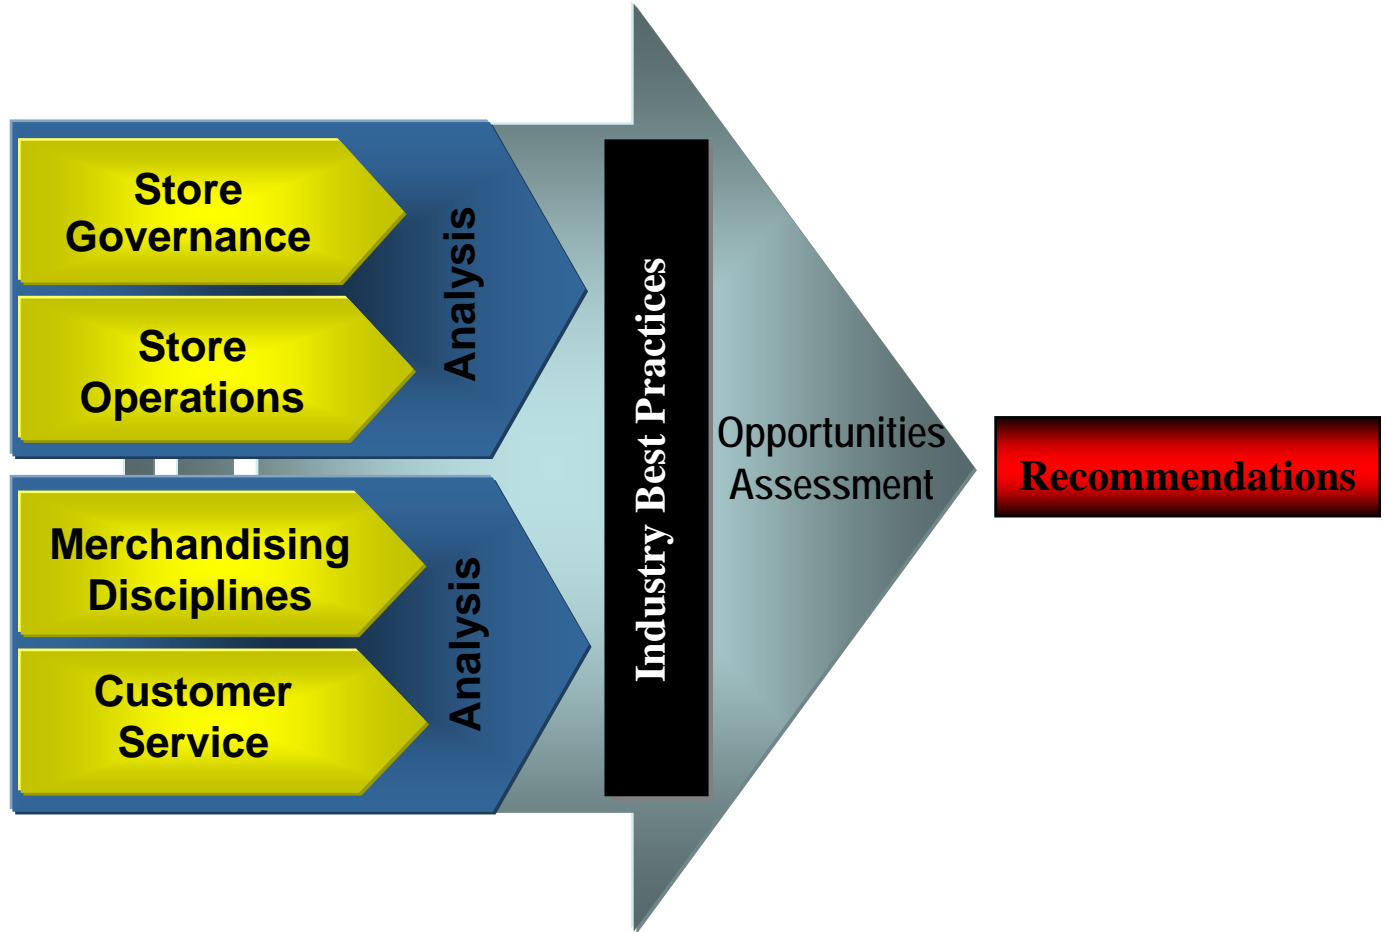 Store
Governance
Store
Operations
Analysis
Merchandising
Disciplines
Customer
Service
Analysis
Industry Best Practices
Opportunities
Assessment
Recommendations